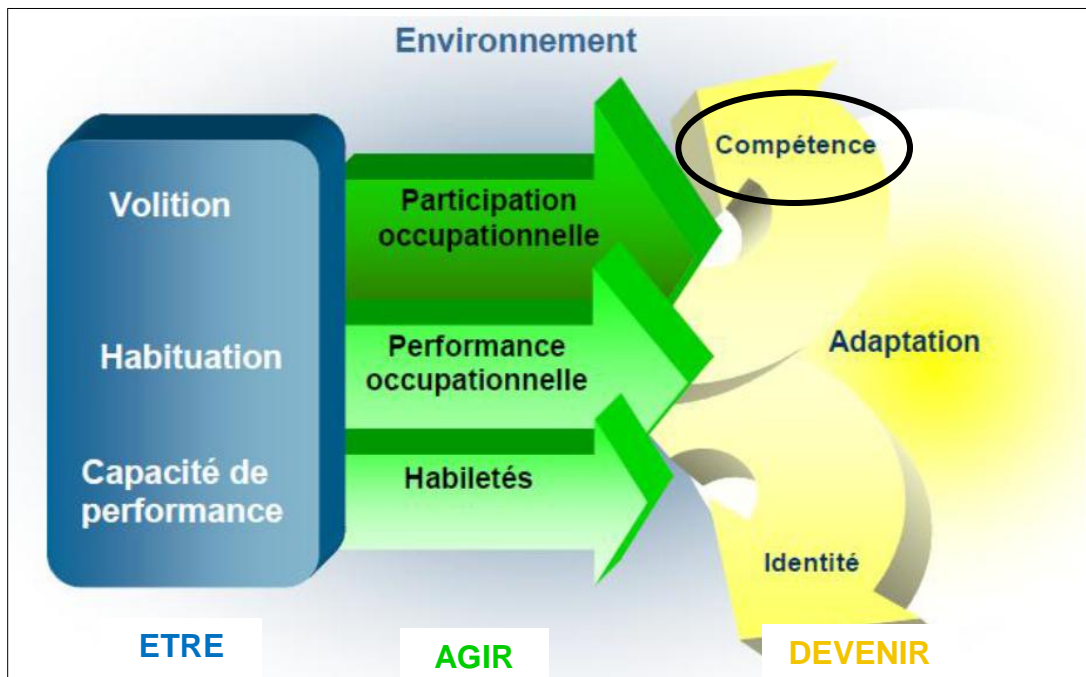 Environnement
Volition
Habituation
Capacité de
performance
Participation
occupationnelle
Performance
occupationnelle
Habiletés
Compétence
Adaptation
Identité
ETRE
AGIR
DEVENIR